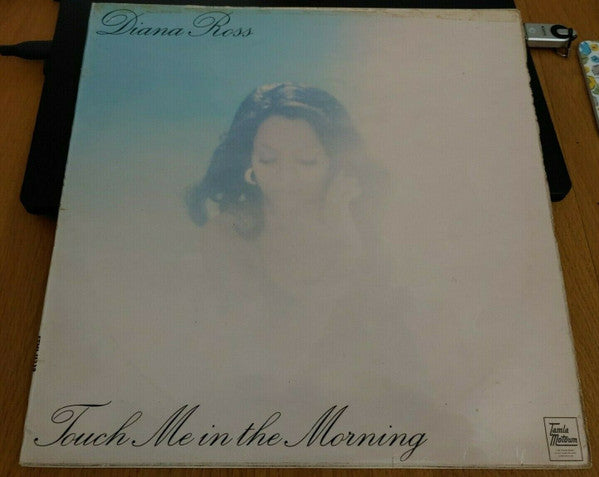 Diana Ross
Touch Me in the Morning
Tamla
Motown